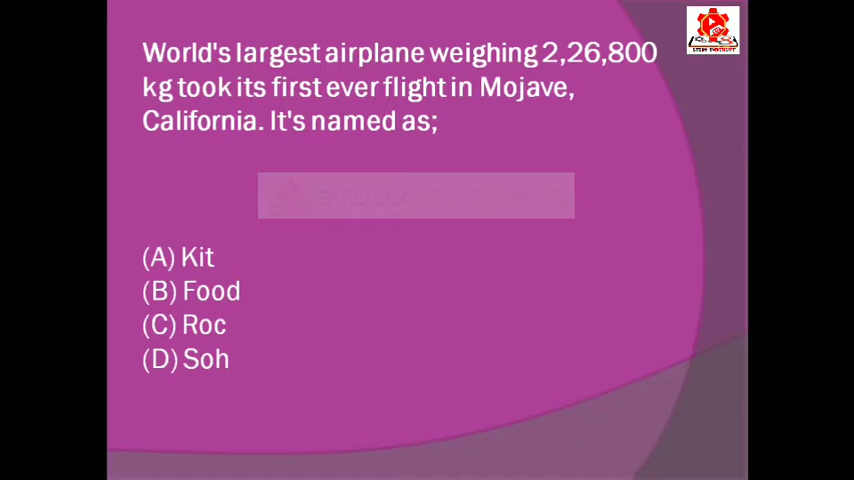 World's largest airplane weighing 2,26,800
kg took its first ever flight in Mojave,
California. It's named as;
(A) Kit
(B) Food
(C) Roc
(D) Soh